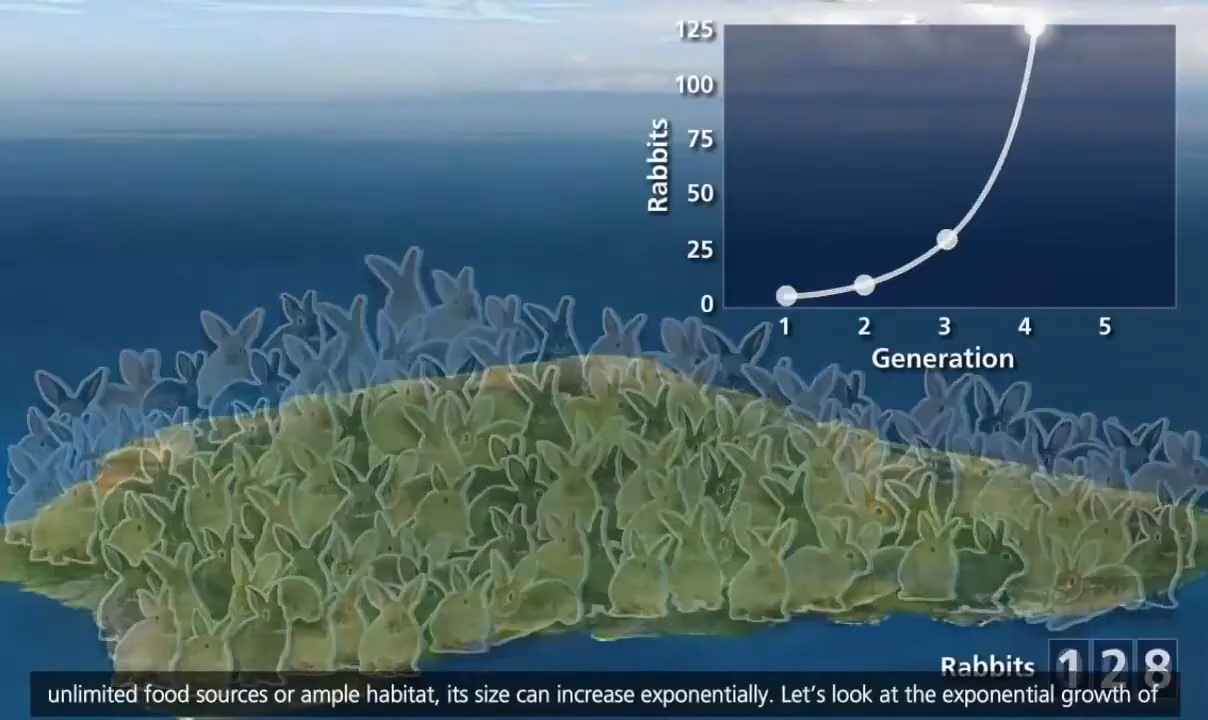 125
100
75
50
25
0
Rabbits
1 2 3 4 5
Generation
Rabbits 128
unlimited food sources or ample habitat, its size can increase exponentially. Let's look at the exponential growth of